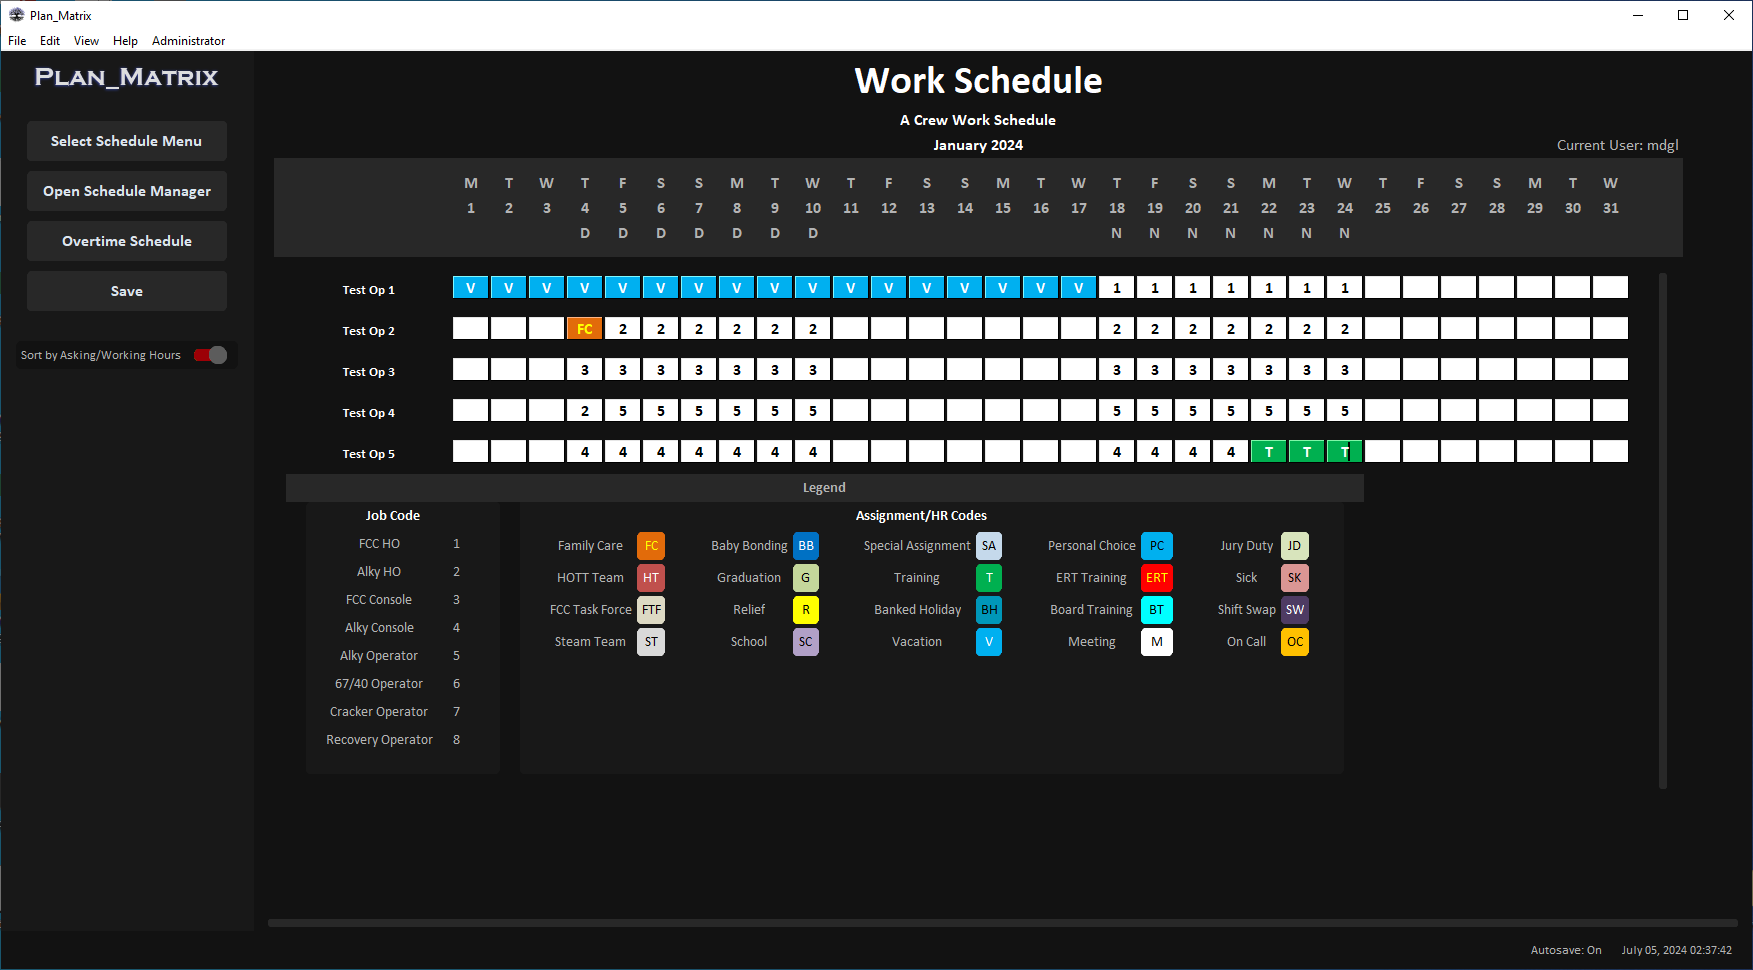 Plan_Matrix
File Edit View Help Administrator
PLAN_MATRIX
Select Schedule Menu
Open Schedule Manager
Overtime Schedule
Save
Sort by Asking/Working Hours
Work Schedule
A Crew Work Schedule
January 2024
Current User: mdgl
M T W T F S S M T W T F S S M T W T F S S M T W T F S S M T W
1 2 3 4 5 6 7 8 9 10 11 12 13 14 15 16 17 18 19 20 21 22 23 24 25 26 27 28 29 30 31
D D D D D D D N N N N N N N
Test Op 1 V V V V V V V V V V V V V V V V V 1 1 1 1 1 1 1
Test Op 2 FC 2 2 2 2 2 2 2 2 2 2 2 2 2
Test Op 3 3 3 3 3 3 3 3 3 3 3 3 3 3 3
Test Op 4 2 5 5 5 5 5 5 5 5 5 5 5 5 5
Test Op 5 4 4 4 4 4 4 4 4 4 4 4 T T T
Legend
Job Code
FCC HO 1
Alky HO 2
FCC Console 3
Alky Console 4
Alky Operator 5
67/40 Operator 6
Cracker Operator 7
Recovery Operator 8
Assignment/HR Codes
Family Care FC Baby Bonding BB Special Assignment SA Personal Choice PC Jury Duty JD
HOTT Team HT Graduation G Training T ERT Training ERT Sick SK
FCC Task Force FTF Relief R Banked Holiday BH Board Training BT Shift Swap SW
Steam Team ST School SC Vacation V Meeting M On Call OC
Autosave: On July 05, 2024 02:37:42